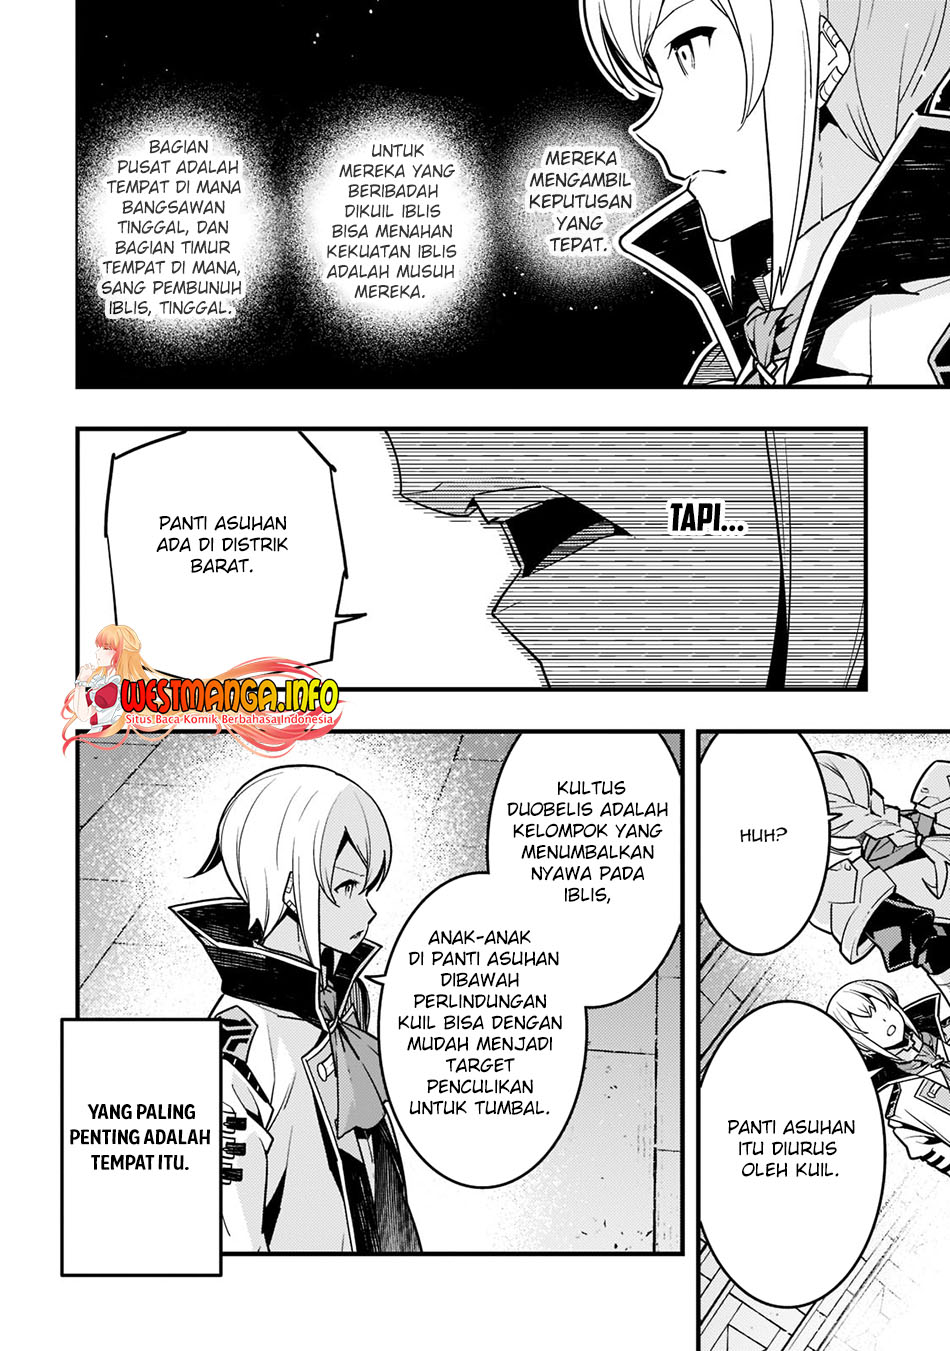 MEREKA
MENGAMBIL
KEPUTUSAN
YANG
TEPAT.
UNTUK
MEREKA YANG
BERIBADAH
DIKUIL IBLIS
BISA MENAHAN
KEKUATAN IBLIS
ADALAH MUSUH
MEREKA.
BAGIAN
PUSAT ADALAH
TEMPAT DI MANA
BANGSAWAN
TINGGAL, DAN
BAGIAN TIMUR
TEMPAT DI MANA,
SANG PEMBUNUH
IBLIS, TINGGAL.
TAPI...
PANTI ASUHAN
ADA DI DISTRIK
BARAT.
WESTMANGA.INFO
Situs Baca Komik Berbahasa Indonesia
HUH?
PANTI ASUHAN
ITU DIURUS
OLEH KUIL.
KULTUS
DUOBELIS ADALAH
KELOMPOK YANG
MENUMBALKAN
NYAWA PADA
IBLIS,
ANAK-ANAK
DI PANTI ASUHAN
DIBAWAH
PERLINDUNGAN
KUIL BISA DENGAN
MUDAH MENJADI
TARGET
PENCULIKAN
UNTUK TUMBAL.
YANG PALING
PENTING ADALAH
TEMPAT ITU.